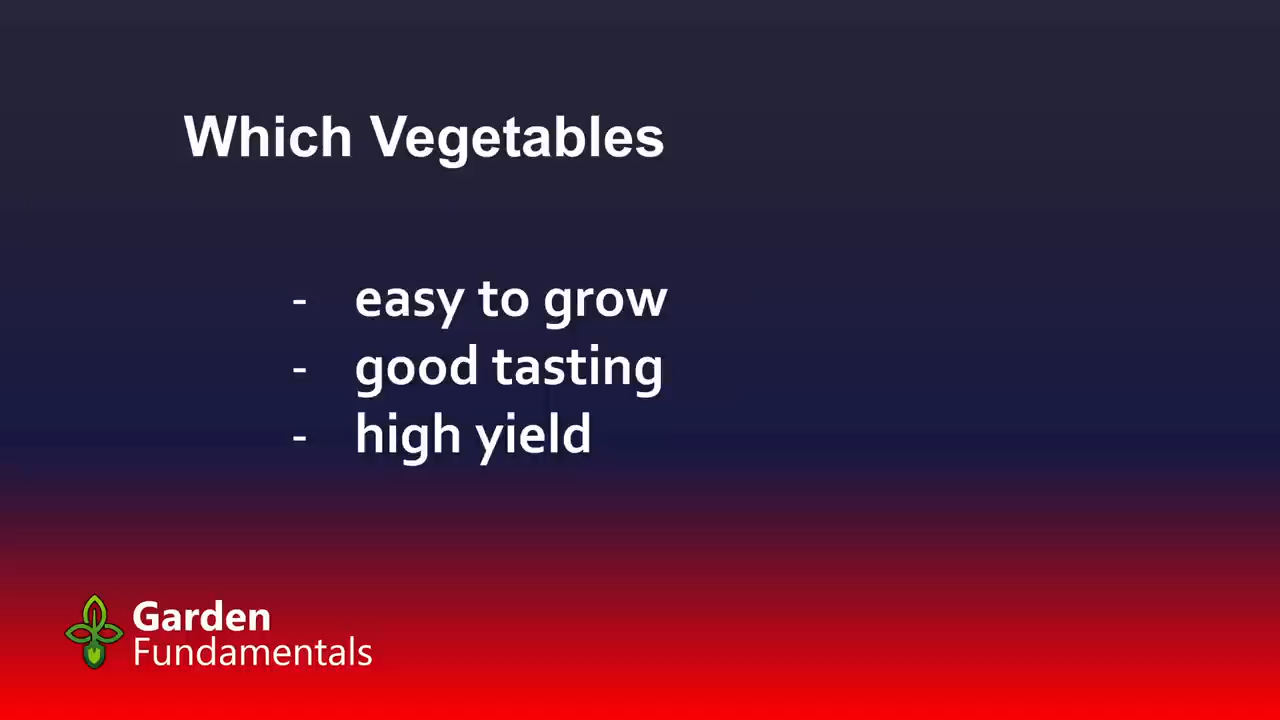 Which Vegetables
- easy to grow
- good tasting
- high yield
Garden
Fundamentals